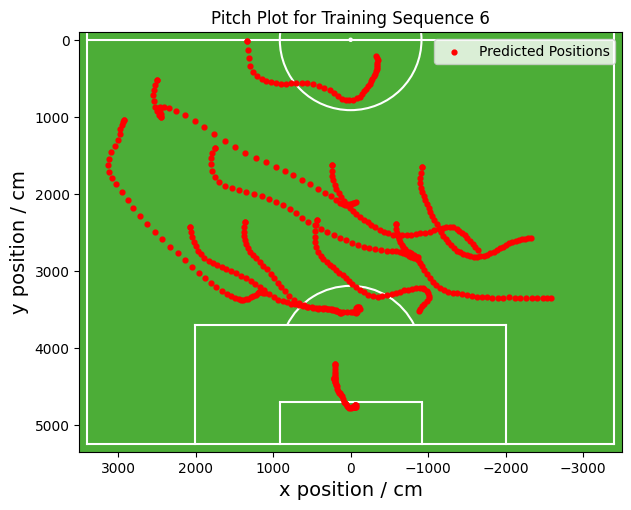 Pitch Plot for Training Sequence 6
Predicted Positions
0
1000
2000
3000
4000
5000
y position / cm
3000 2000 1000 0 −1000 −2000 −3000
x position / cm